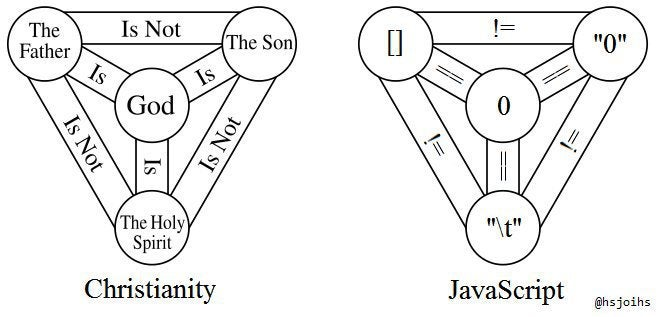 The
Father
Is Not
The Son
Is
Is
God
Is Not
Is Not
Is
The Holy
Spirit
Christianity
[]
!=
"0"
==
==
0
!=
!=
==
"\t"
JavaScript
@hsjoihs